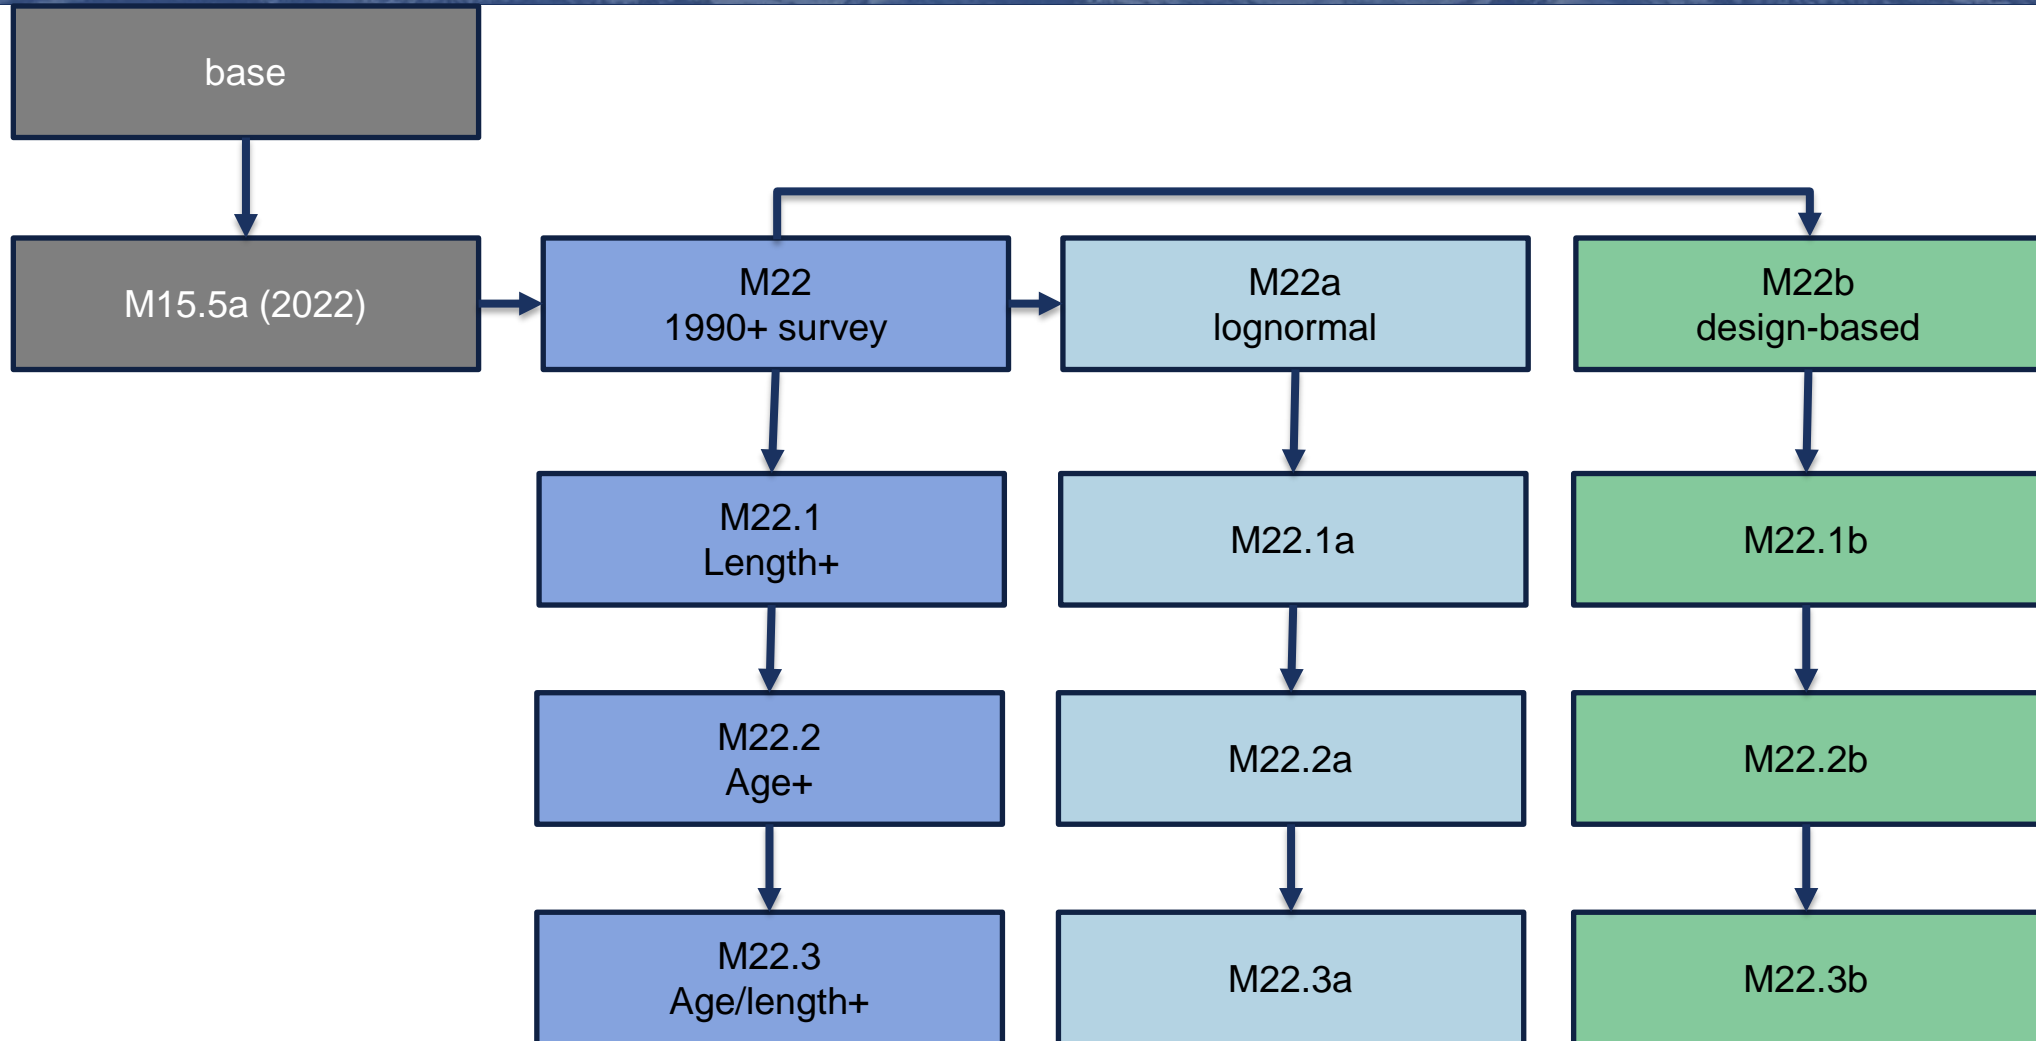 base
M15.5a (2022)
M22
1990+ survey
M22a
lognormal
M22b
design-based
M22.1
Length+
M22.1a
M22.1b
M22.2
Age+
M22.2a
M22.2b
M22.3
Age/length+
M22.3a
M22.3b